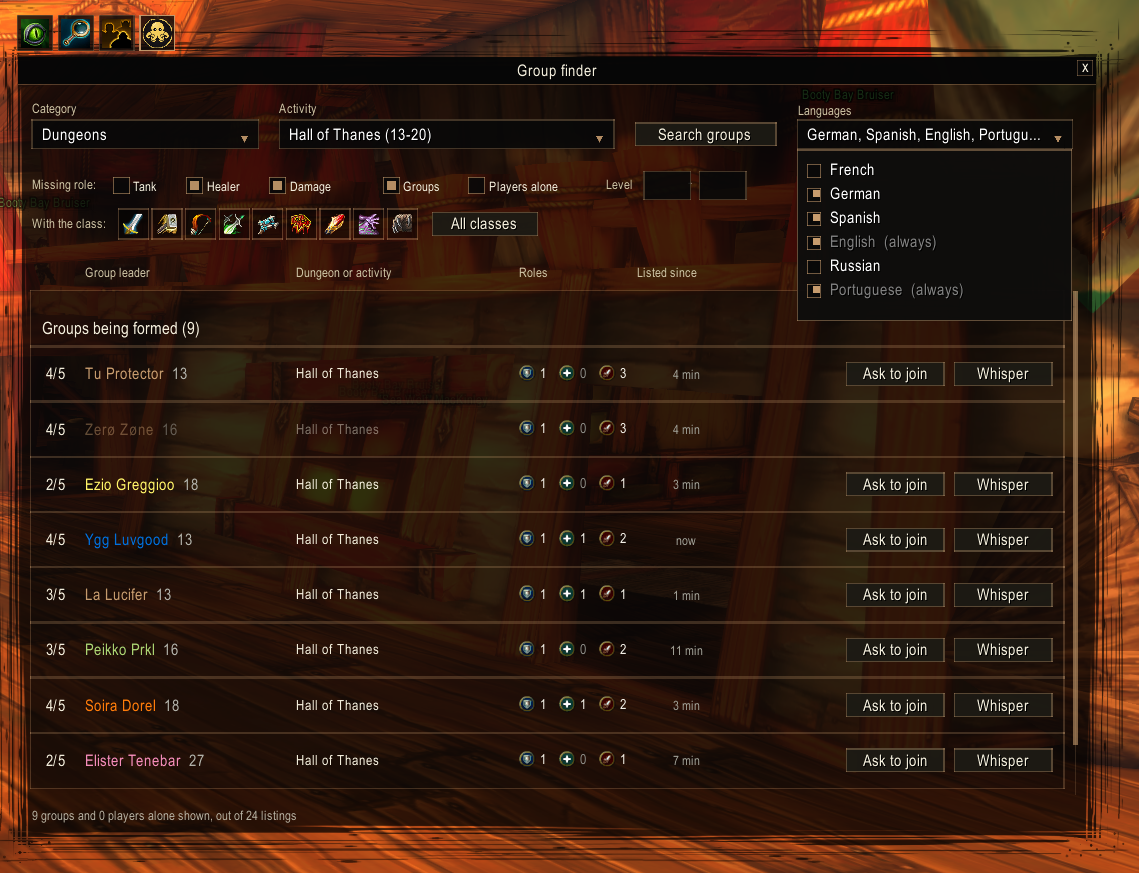 Group finder
X
Booty Bay Bruiser
Category
Activity
Languages
Dungeons
Hall of Thanes (13-20)
Search groups
German, Spanish, English, Portugu...
French
German
Spanish
English (always)
Russian
Portuguese (always)
Missing role:
Tank
Healer
Damage
Groups
Players alone
Level
Booty Bay Bruiser
With the class:
All classes
Group leader
Dungeon or activity
Roles
Listed since
Groups being formed (9)
4/5 Tu Protector 13 Hall of Thanes 1 0 3 4 min Ask to join Whisper
4/5 Zerø Zøne 16 Hall of Thanes 1 0 3 4 min
2/5 Ezio Greggioo 18 Hall of Thanes 1 0 1 3 min Ask to join Whisper
4/5 Ygg Luvgood 13 Hall of Thanes 1 1 2 now Ask to join Whisper
3/5 La Lucifer 13 Hall of Thanes 1 1 1 1 min Ask to join Whisper
3/5 Peikko Prkl 16 Hall of Thanes 1 0 2 11 min Ask to join Whisper
4/5 Soira Dorel 18 Hall of Thanes 1 1 2 3 min Ask to join Whisper
2/5 Elister Tenebar 27 Hall of Thanes 1 0 1 7 min Ask to join Whisper
9 groups and 0 players alone shown, out of 24 listings